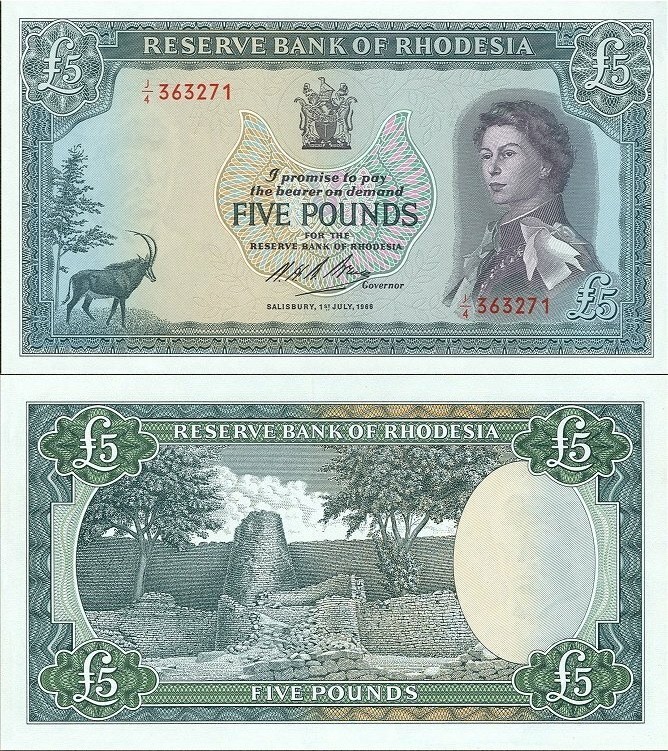 £5 RESERVE BANK OF RHODESIA £5
J/4 363271
I promise to pay
the bearer on demand
FIVE POUNDS
FOR THE
RESERVE BANK OF RHODESIA
Governor
SALISBURY, 1ST JULY, 1966
J/4 363271 £5
£5 RESERVE BANK OF RHODESIA £5
£5 FIVE POUNDS £5